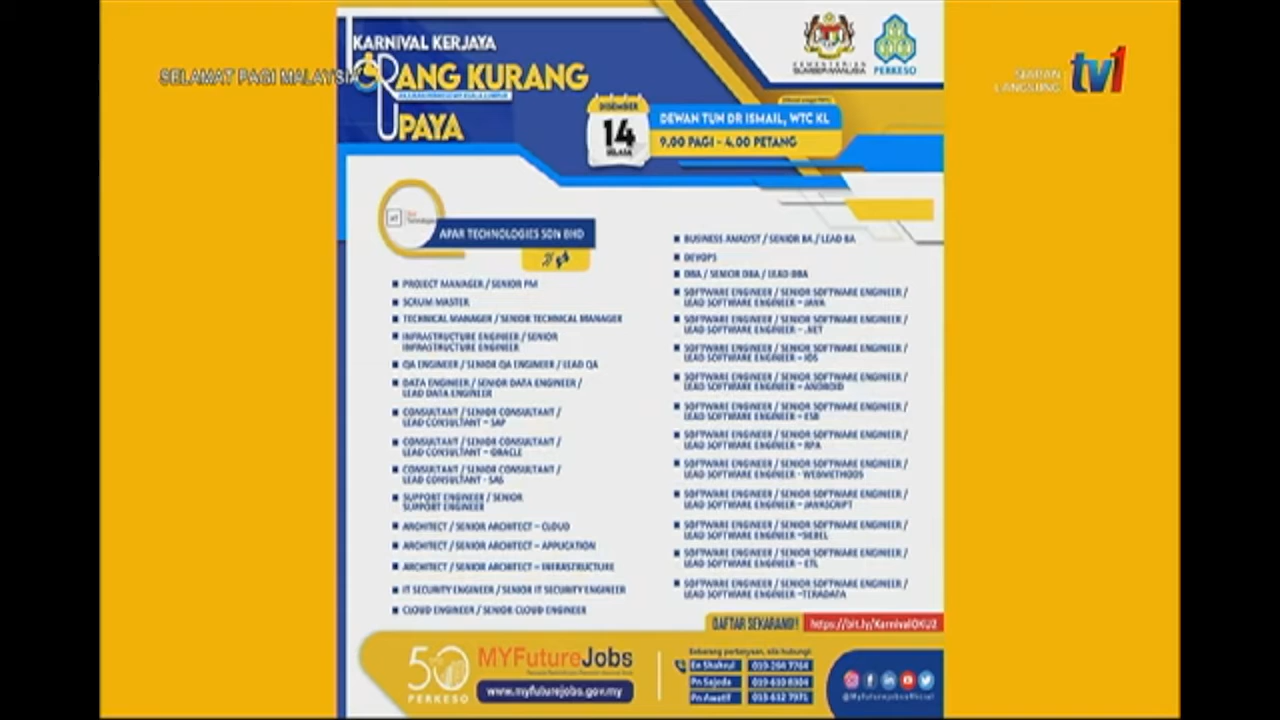 KARNIVAL KERJAYA
ORANG KURANG
UPAYA
SELAMAT PAGI MALAYSIA
KEMENTERIAN
SUMBER MANUSIA
PERKESO
SIARAN
LANGSUNG
tv1
DISEMBER
14
SELASA
DEWAN TUN DR ISMAIL, WTC KL
9.00 PAGI - 4.00 PETANG
APAR TECHNOLOGIES SDN BHD
PROJECT MANAGER / SENIOR PM
SCRUM MASTER
TECHNICAL MANAGER / SENIOR TECHNICAL MANAGER
INFRASTRUCTURE ENGINEER / SENIOR
INFRASTRUCTURE ENGINEER
QA ENGINEER / SENIOR QA ENGINEER / LEAD QA
DATA ENGINEER / SENIOR DATA ENGINEER /
LEAD DATA ENGINEER
CONSULTANT / SENIOR CONSULTANT /
LEAD CONSULTANT - SAP
CONSULTANT / SENIOR CONSULTANT /
LEAD CONSULTANT - ORACLE
CONSULTANT / SENIOR CONSULTANT /
LEAD CONSULTANT - SAS
SUPPORT ENGINEER / SENIOR
SUPPORT ENGINEER
ARCHITECT / SENIOR ARCHITECT - CLOUD
ARCHITECT / SENIOR ARCHITECT - APPLICATION
ARCHITECT / SENIOR ARCHITECT - INFRASTRUCTURE
IT SECURITY ENGINEER / SENIOR IT SECURITY ENGINEER
CLOUD ENGINEER / SENIOR CLOUD ENGINEER
BUSINESS ANALYST / SENIOR BA / LEAD BA
DEVOPS
DBA / SENIOR DBA / LEAD DBA
SOFTWARE ENGINEER / SENIOR SOFTWARE ENGINEER /
LEAD SOFTWARE ENGINEER - JAVA
SOFTWARE ENGINEER / SENIOR SOFTWARE ENGINEER /
LEAD SOFTWARE ENGINEER - .NET
SOFTWARE ENGINEER / SENIOR SOFTWARE ENGINEER /
LEAD SOFTWARE ENGINEER - IOS
SOFTWARE ENGINEER / SENIOR SOFTWARE ENGINEER /
LEAD SOFTWARE ENGINEER - ANDROID
SOFTWARE ENGINEER / SENIOR SOFTWARE ENGINEER /
LEAD SOFTWARE ENGINEER - ESB
SOFTWARE ENGINEER / SENIOR SOFTWARE ENGINEER /
LEAD SOFTWARE ENGINEER - RPA
SOFTWARE ENGINEER / SENIOR SOFTWARE ENGINEER /
LEAD SOFTWARE ENGINEER - WEBMETHODS
SOFTWARE ENGINEER / SENIOR SOFTWARE ENGINEER /
LEAD SOFTWARE ENGINEER - JAVASCRIPT
SOFTWARE ENGINEER / SENIOR SOFTWARE ENGINEER /
LEAD SOFTWARE ENGINEER -SIEBEL
SOFTWARE ENGINEER / SENIOR SOFTWARE ENGINEER /
LEAD SOFTWARE ENGINEER - ETL
SOFTWARE ENGINEER / SENIOR SOFTWARE ENGINEER /
LEAD SOFTWARE ENGINEER -TERADATA
DAFTAR SEKARANG!! https://bit.ly/KarnivalOKU2
50
PERKESO
MYFutureJobs
www.myfuturejobs.gov.my
Sebarang pertanyaan, sila hubungi:
En Shahrul
Pn Sajeda
Pn Awatif
@Myfuturejobsofficial